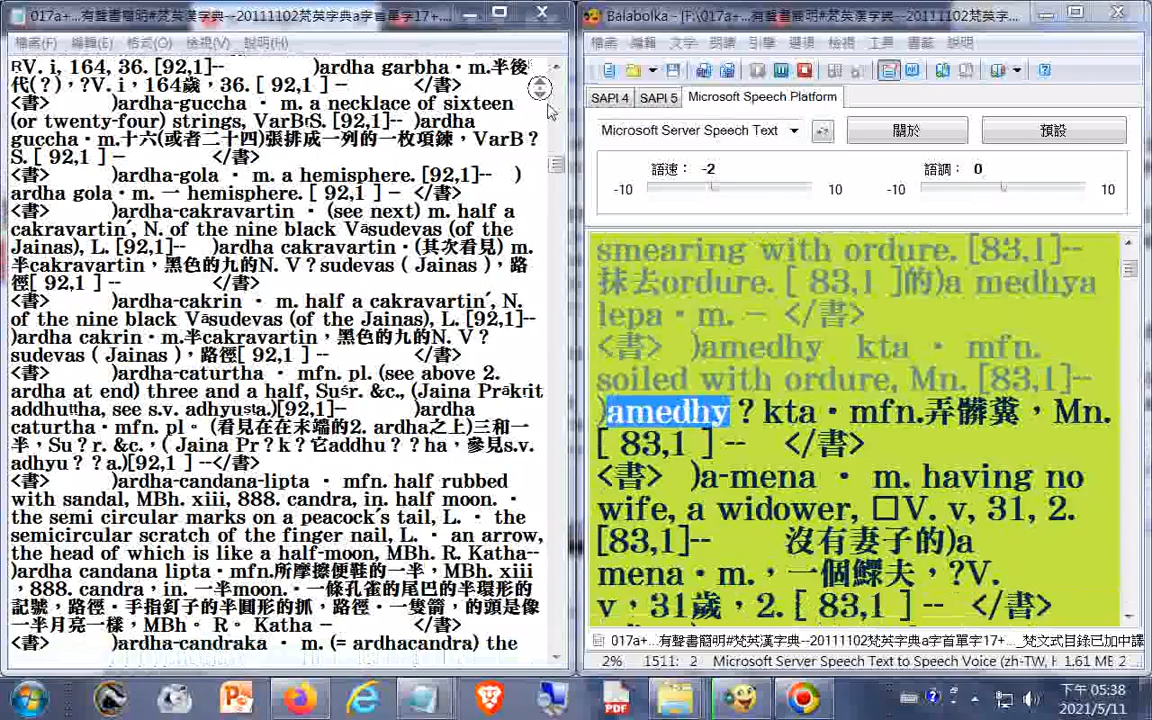 017a+...有聲書簡明#梵英漢字典--20111102梵英字典a字首單字17+...
檔案(F) 編輯(E) 格式(O) 檢視(V) 說明(H)
RV. i, 164, 36. [92,1]-- )ardha garbha‧m.半後
代(?)，?V. i，164歲，36. [ 92,1 ] -- </書>
<書> )ardha-guccha ‧ m. a necklace of sixteen
(or twenty-four) strings, VarBṛS. [92,1]-- )ardha
guccha‧m.十六(或者二十四)張排成一列的一枚項鍊，VarB？
S. [ 92,1 ] -- </書>
<書> )ardha-gola ‧ m. a hemisphere. [92,1]-- )
ardha gola‧m. 一 hemisphere. [ 92,1 ] -- </書>
<書> )ardha-cakravartin ‧ (see next) m. half a
cakravartin′, N. of the nine black Vāsudevas (of the
Jainas), L. [92,1]-- )ardha cakravartin‧(其次看見) m.
半cakravartin，黑色的九的N. V？sudevas ( Jainas )，路
徑[ 92,1 ] -- </書>
<書> )ardha-cakrin ‧ m. half a cakravartin′, N.
of the nine black Vāsudevas (of the Jainas), L. [92,1]--
)ardha cakrin‧m.半cakravartin，黑色的九的N. V？
sudevas ( Jainas )，路徑[ 92,1 ] -- </書>
<書> )ardha-caturtha ‧ mfn. pl. (see above 2.
ardha at end) three and a half, Suśr. &c., (Jaina Prākrit
addhuṭṭha, see s.v. adhyuṣṭa.)[92,1]-- )ardha
caturtha‧mfn. pl。(看見在在末端的2. ardha之上)三和一
半，Su？r. &c.，( Jaina Pr？k？它addhu？？ha，參見s.v.
adhyu？？a.)[92,1 ] --</書>
<書> )ardha-candana-lipta ‧ mfn. half rubbed
with sandal, MBh. xiii, 888. candra, in. half moon. ‧
the semi circular marks on a peacock's tail, L. ‧ the
semicircular scratch of the finger nail, L. ‧ an arrow,
the head of which is like a half-moon, MBh. R. Katha--
)ardha candana lipta‧mfn.所摩擦便鞋的一半，MBh. xiii
，888. candra，in. 一半moon.‧一條孔雀的尾巴的半環形的
記號，路徑‧手指釘子的半圓形的抓，路徑‧一隻箭，的頭是像
一半月亮一樣，MBh。 R。 Katha -- </書>
<書> )ardha-candraka ‧ m. (= ardhacandra) the
Balabolka - [F:\017a+...有聲書簡明#梵英漢字典--20111102梵英字...
檔案 編輯 文字 朗讀 引擎 選項 檢視 工具 書籤 說明
SAPI 4 SAPI 5 Microsoft Speech Platform
Microsoft Server Speech Text 關於 預設
語速： -2 語調： 0
-10 10 -10 10
smearing with ordure. [83,1]--
抹去ordure. [ 83,1 ]的)a medhya
lepa‧m. -- </書>
<書> )amedhy kta ‧ mfn.
soiled with ordure, Mn. [83,1]--
)amedhy？kta‧mfn.弄髒糞，Mn.
[ 83,1 ] -- </書>
<書> )a-mena ‧ m. having no
wife, a widower, □V. v, 31, 2.
[83,1]-- 沒有妻子的)a
mena‧m.，一個鰥夫，?V.
v，31歲，2. [ 83,1 ] -- </書>
017a+...有聲書簡明#梵英漢字典--20111102梵英字典a字首單字17+..._梵文式目錄已加中譯
2% 1511: 2 Microsoft Server Speech Text to Speech Voice (zh-TW, H 1.61 MB 2
PDF
下午 05:38
2021/5/11